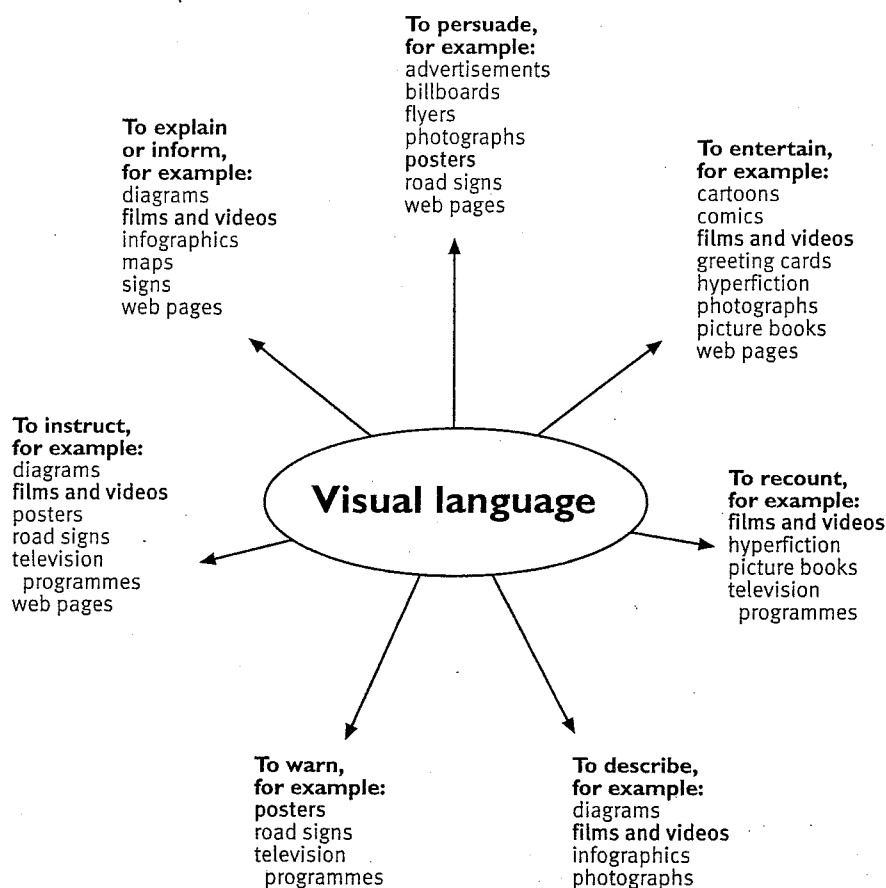 To persuade,
for example:
advertisements
billboards
flyers
photographs
posters
road signs
web pages
To explain
or inform,
for example:
diagrams
films and videos
infographics
maps
signs
web pages
To entertain,
for example:
cartoons
comics
films and videos
greeting cards
hyperfiction
photographs
picture books
web pages
To instruct,
for example:
diagrams
films and videos
posters
road signs
television
programmes
web pages
Visual language
To recount,
for example:
films and videos
hyperfiction
picture books
television
programmes
To warn,
for example:
posters
road signs
television
programmes
To describe,
for example:
diagrams
films and videos
infographics
photographs